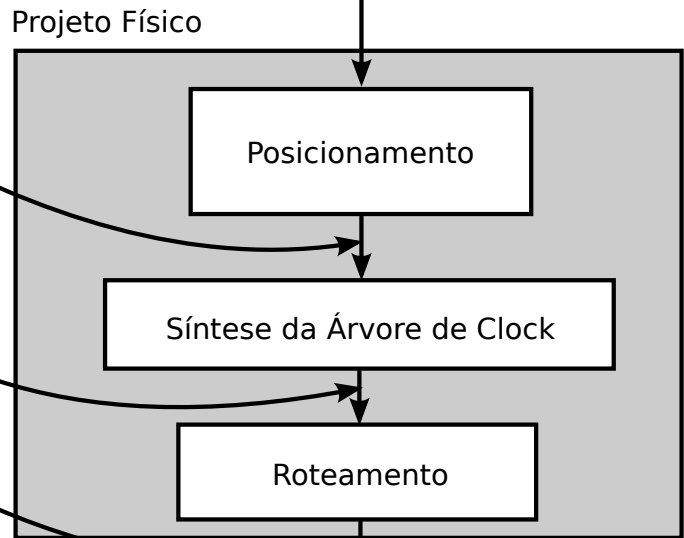 Projeto Físico
Posicionamento
Síntese da Árvore de Clock
Roteamento